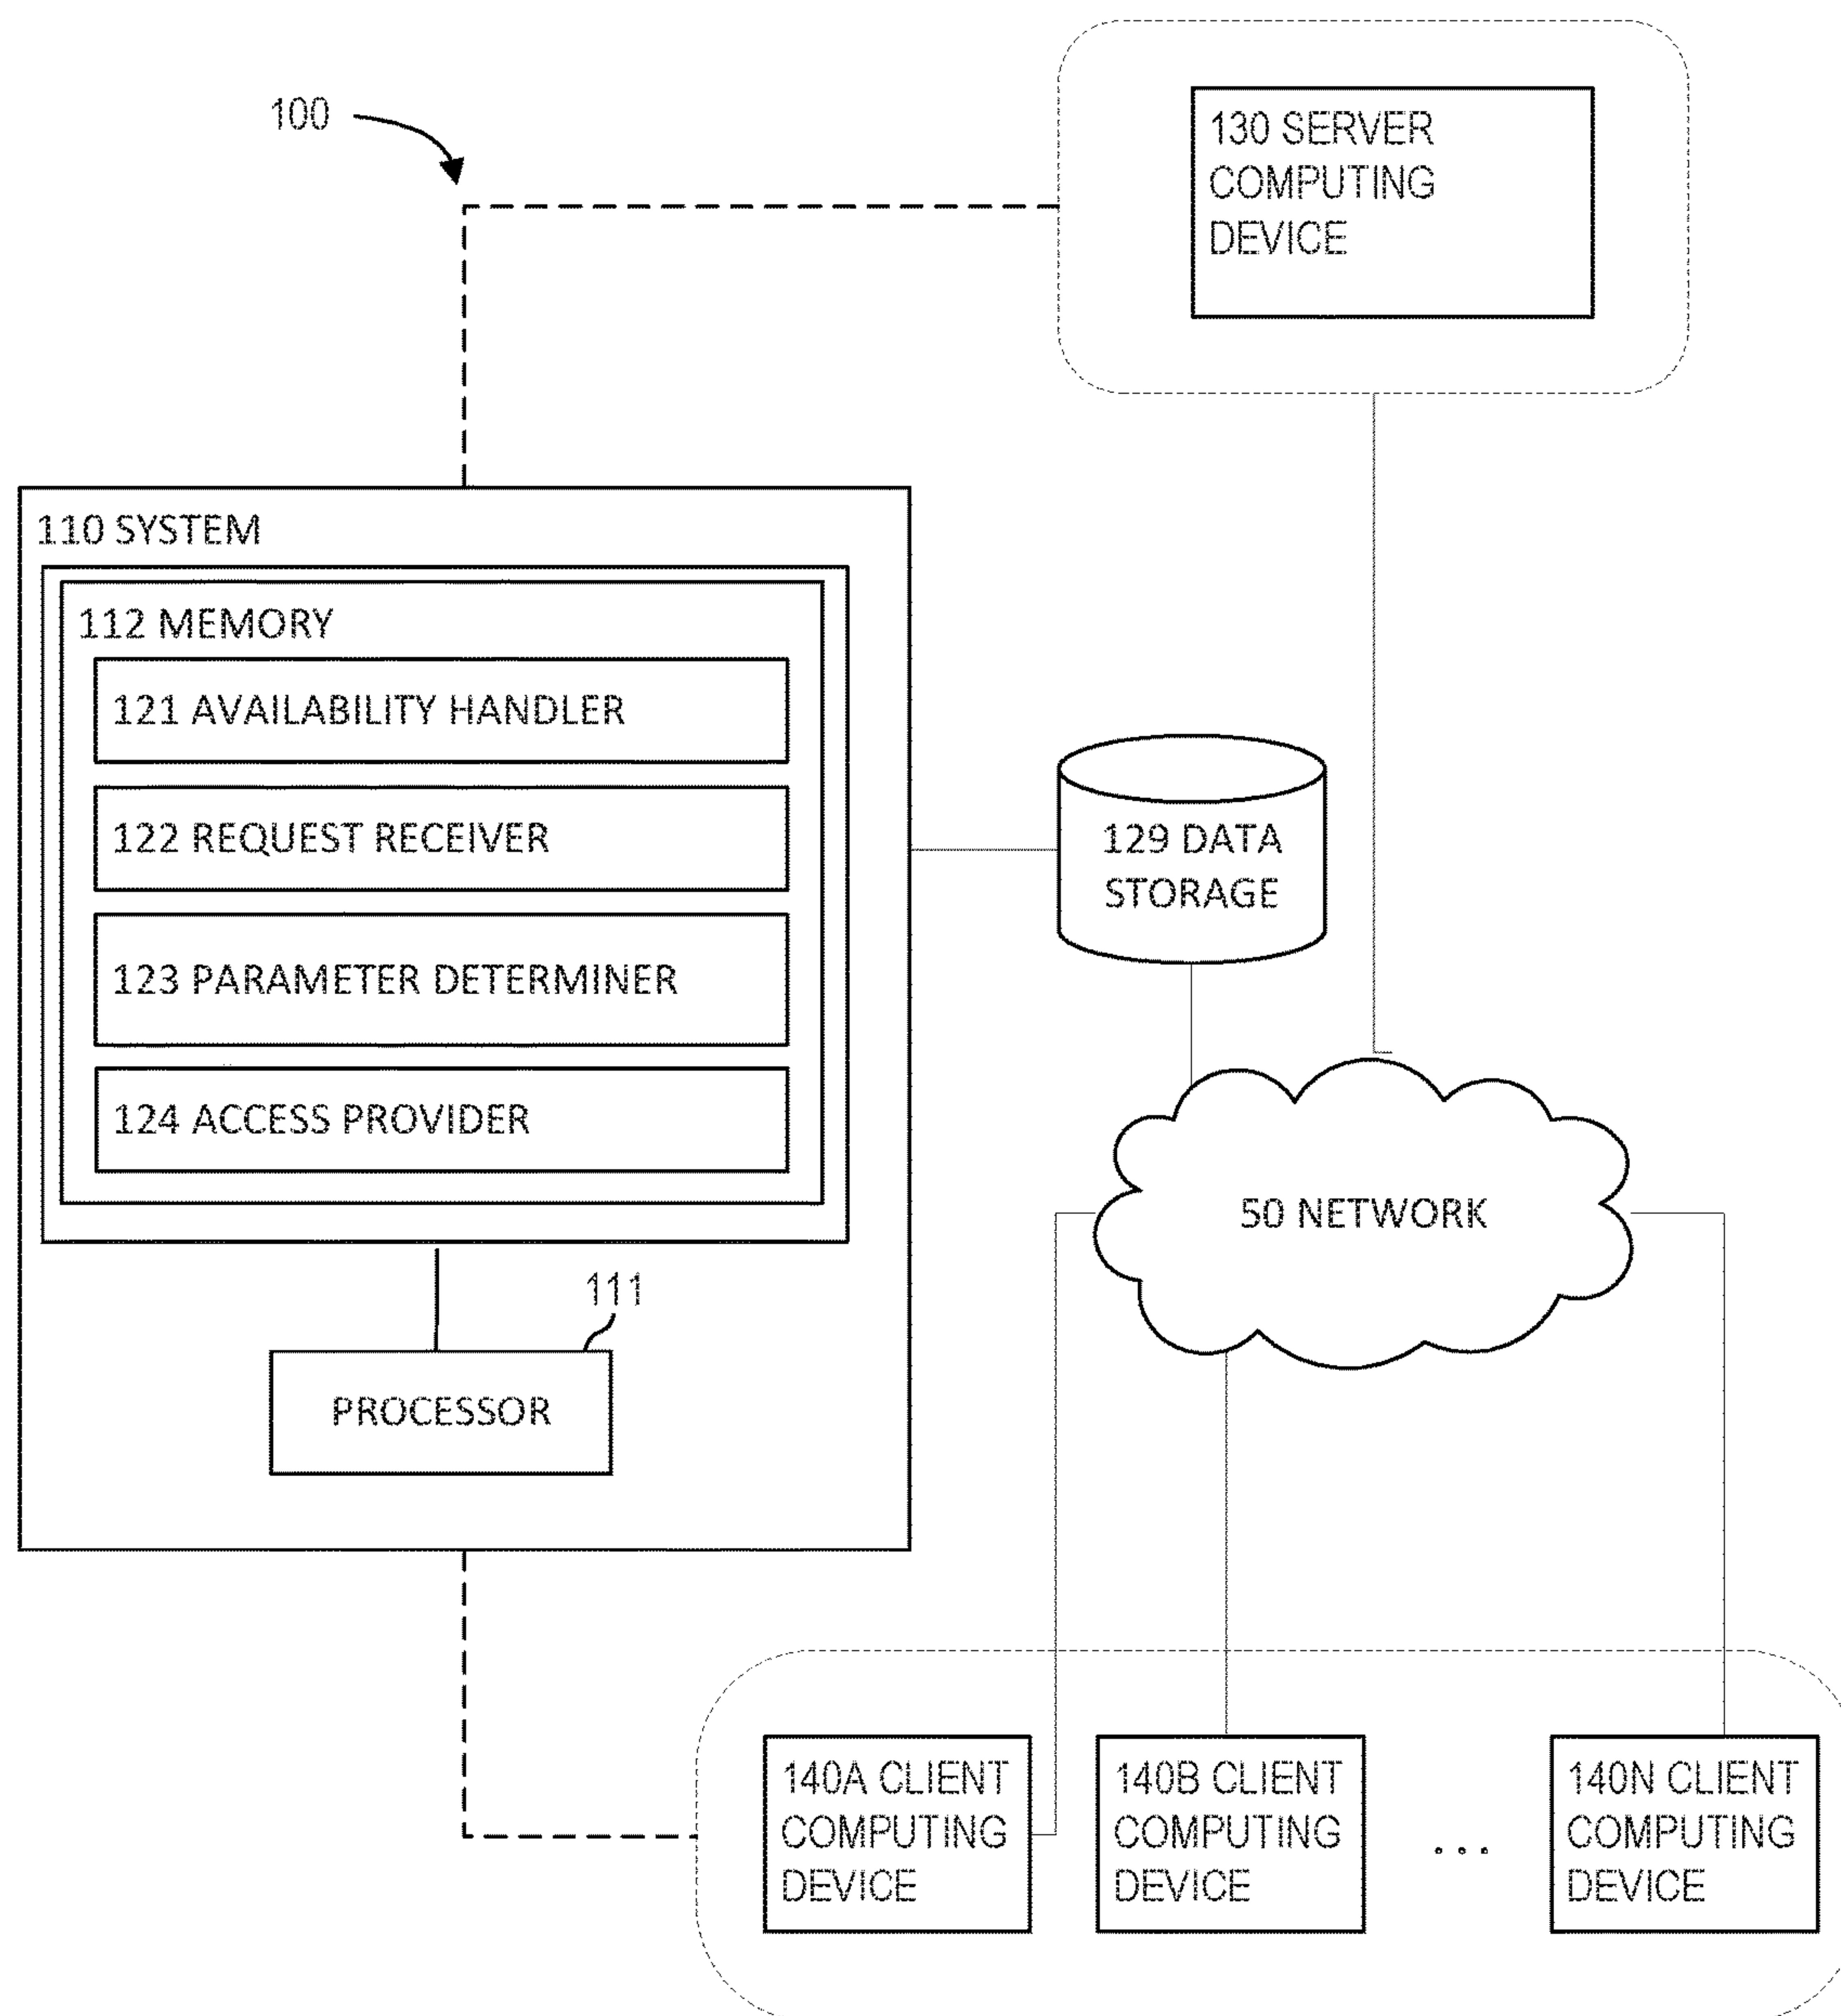 100
130 SERVER
COMPUTING
DEVICE
110 SYSTEM
112 MEMORY
121 AVAILABILITY HANDLER
122 REQUEST RECEIVER
123 PARAMETER DETERMINER
124 ACCESS PROVIDER
111
PROCESSOR
129 DATA
STORAGE
50 NETWORK
140A CLIENT
COMPUTING
DEVICE
140B CLIENT
COMPUTING
DEVICE
. . .
140N CLIENT
COMPUTING
DEVICE